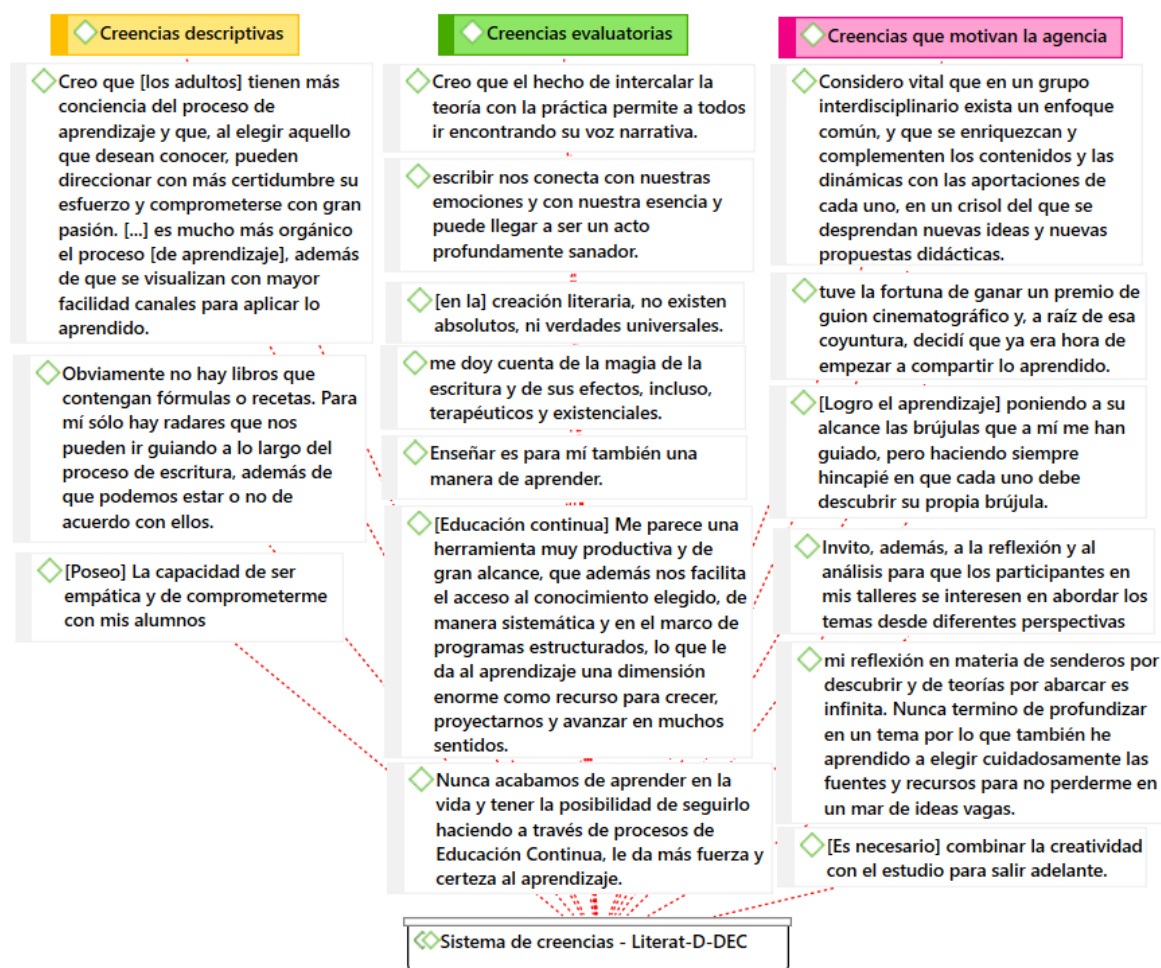 Creencias descriptivas
Creo que [los adultos] tienen más
conciencia del proceso de
aprendizaje y que, al elegir aquello
que desean conocer, pueden
direccionar con más certidumbre su
esfuerzo y comprometerse con gran
pasión. [...] es mucho más orgánico
el proceso [de aprendizaje], además
de que se visualizan con mayor
facilidad canales para aplicar lo
aprendido.
Obviamente no hay libros que
contengan fórmulas o recetas. Para
mí sólo hay radares que nos
pueden ir guiando a lo largo del
proceso de escritura, además de
que podemos estar o no de
acuerdo con ellos.
[Poseo] La capacidad de ser
empática y de comprometerme
con mis alumnos
Creencias evaluatorias
Creo que el hecho de intercalar la
teoría con la práctica permite a todos
ir encontrando su voz narrativa.
escribir nos conecta con nuestras
emociones y con nuestra esencia y
puede llegar a ser un acto
profundamente sanador.
[en la] creación literaria, no existen
absolutos, ni verdades universales.
me doy cuenta de la magia de la
escritura y de sus efectos, incluso,
terapéuticos y existenciales.
Enseñar es para mí también una
manera de aprender.
[Educación continua] Me parece una
herramienta muy productiva y de
gran alcance, que además nos facilita
el acceso al conocimiento elegido, de
manera sistemática y en el marco de
programas estructurados, lo que le
da al aprendizaje una dimensión
enorme como recurso para crecer,
proyectarnos y avanzar en muchos
sentidos.
Nunca acabamos de aprender en la
vida y tener la posibilidad de seguirlo
haciendo a través de procesos de
Educación Continua, le da más fuerza y
certeza al aprendizaje.
Creencias que motivan la agencia
Considero vital que en un grupo
interdisciplinario exista un enfoque
común, y que se enriquezcan y
complementen los contenidos y las
dinámicas con las aportaciones de
cada uno, en un crisol del que se
desprendan nuevas ideas y nuevas
propuestas didácticas.
tuve la fortuna de ganar un premio de
guion cinematográfico y, a raíz de esa
coyuntura, decidí que ya era hora de
empezar a compartir lo aprendido.
[Logro el aprendizaje] poniendo a su
alcance las brújulas que a mí me han
guiado, pero haciendo siempre
hincapié en que cada uno debe
descubrir su propia brújula.
Invito, además, a la reflexión y al
análisis para que los participantes en
mis talleres se interesen en abordar los
temas desde diferentes perspectivas
mi reflexión en materia de senderos por
descubrir y de teorías por abarcar es
infinita. Nunca termino de profundizar
en un tema por lo que también he
aprendido a elegir cuidadosamente las
fuentes y recursos para no perderme en
un mar de ideas vagas.
[Es necesario] combinar la creatividad
con el estudio para salir adelante.
Sistema de creencias - Literat-D-DEC